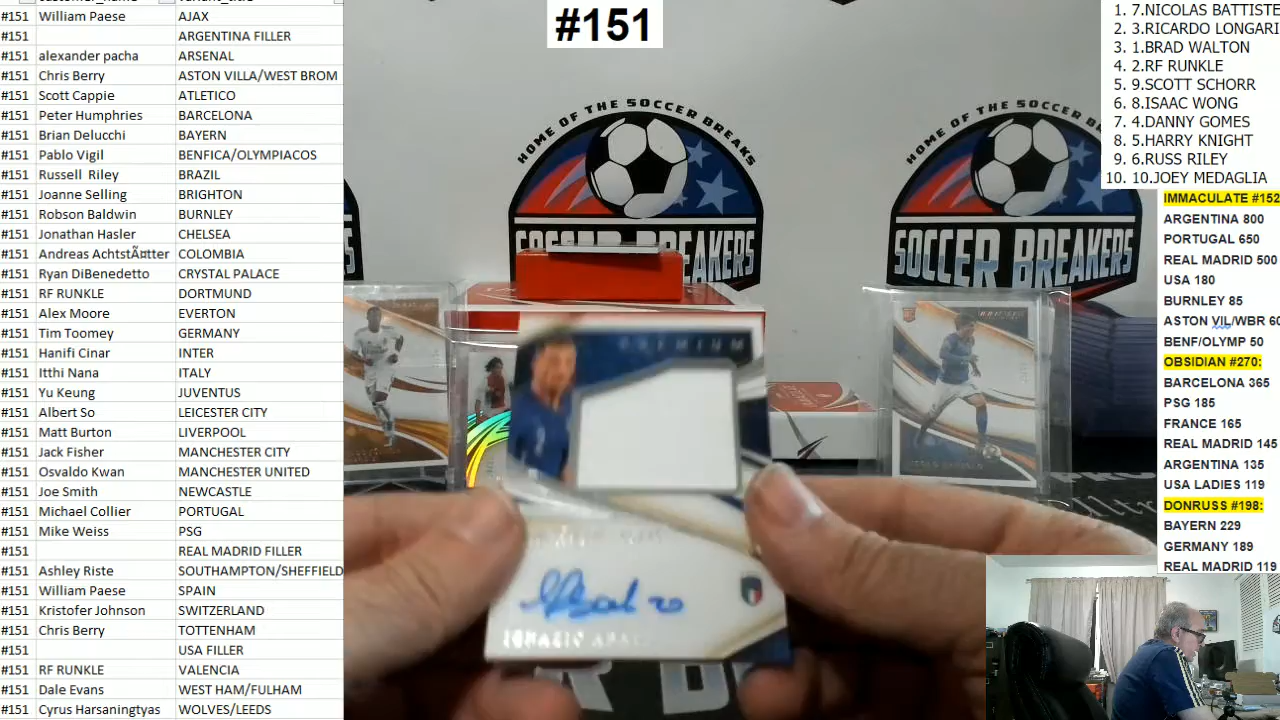 #151 William Paese AJAX
#151 ARGENTINA FILLER
#151 alexander pacha ARSENAL
#151 Chris Berry ASTON VILLA/WEST BROM
#151 Scott Cappie ATLETICO
#151 Peter Humphries BARCELONA
#151 Brian Delucchi BAYERN
#151 Pablo Vigil BENFICA/OLYMPIACOS
#151 Russell Riley BRAZIL
#151 Joanne Selling BRIGHTON
#151 Robson Baldwin BURNLEY
#151 Jonathan Hasler CHELSEA
#151 Andreas AchtstÃ¤tter COLOMBIA
#151 Ryan DiBenedetto CRYSTAL PALACE
#151 RF RUNKLE DORTMUND
#151 Alex Moore EVERTON
#151 Tim Toomey GERMANY
#151 Hanifi Cinar INTER
#151 Itthi Nana ITALY
#151 Yu Keung JUVENTUS
#151 Albert So LEICESTER CITY
#151 Matt Burton LIVERPOOL
#151 Jack Fisher MANCHESTER CITY
#151 Osvaldo Kwan MANCHESTER UNITED
#151 Joe Smith NEWCASTLE
#151 Michael Collier PORTUGAL
#151 Mike Weiss PSG
#151 REAL MADRID FILLER
#151 Ashley Riste SOUTHAMPTON/SHEFFIELD
#151 William Paese SPAIN
#151 Kristofer Johnson SWITZERLAND
#151 Chris Berry TOTTENHAM
#151 USA FILLER
#151 RF RUNKLE VALENCIA
#151 Dale Evans WEST HAM/FULHAM
#151 Cyrus Harsaningtyas WOLVES/LEEDS
#151
HOME OF THE SOCCER BREAKS
SOCCER BREAKERS
HOME OF THE SOCCER
SOCCER BREAKERS
PREMIUM
IGNAZIO
1. 7.NICOLAS BATTISTE
2. 3.RICARDO LONGARI
3. 1.BRAD WALTON
4. 2.RF RUNKLE
5. 9.SCOTT SCHORR
6. 8.ISAAC WONG
7. 4.DANNY GOMES
8. 5.HARRY KNIGHT
9. 6.RUSS RILEY
10. 10.JOEY MEDAGLIA
IMMACULATE #152
ARGENTINA 800
PORTUGAL 650
REAL MADRID 500
USA 180
BURNLEY 85
ASTON VIL/WBR 60
BENF/OLYMP 50
OBSIDIAN #270:
BARCELONA 365
PSG 185
FRANCE 165
REAL MADRID 145
ARGENTINA 135
USA LADIES 119
DONRUSS #198:
BAYERN 229
GERMANY 189
REAL MADRID 119